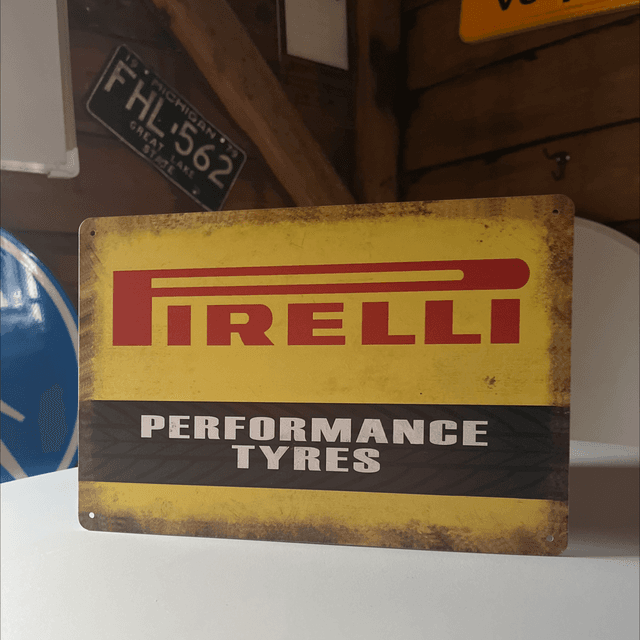 MICHIGAN
FHL·562
GREAT LAKE STATE
PIRELLI
PERFORMANCE
TYRES